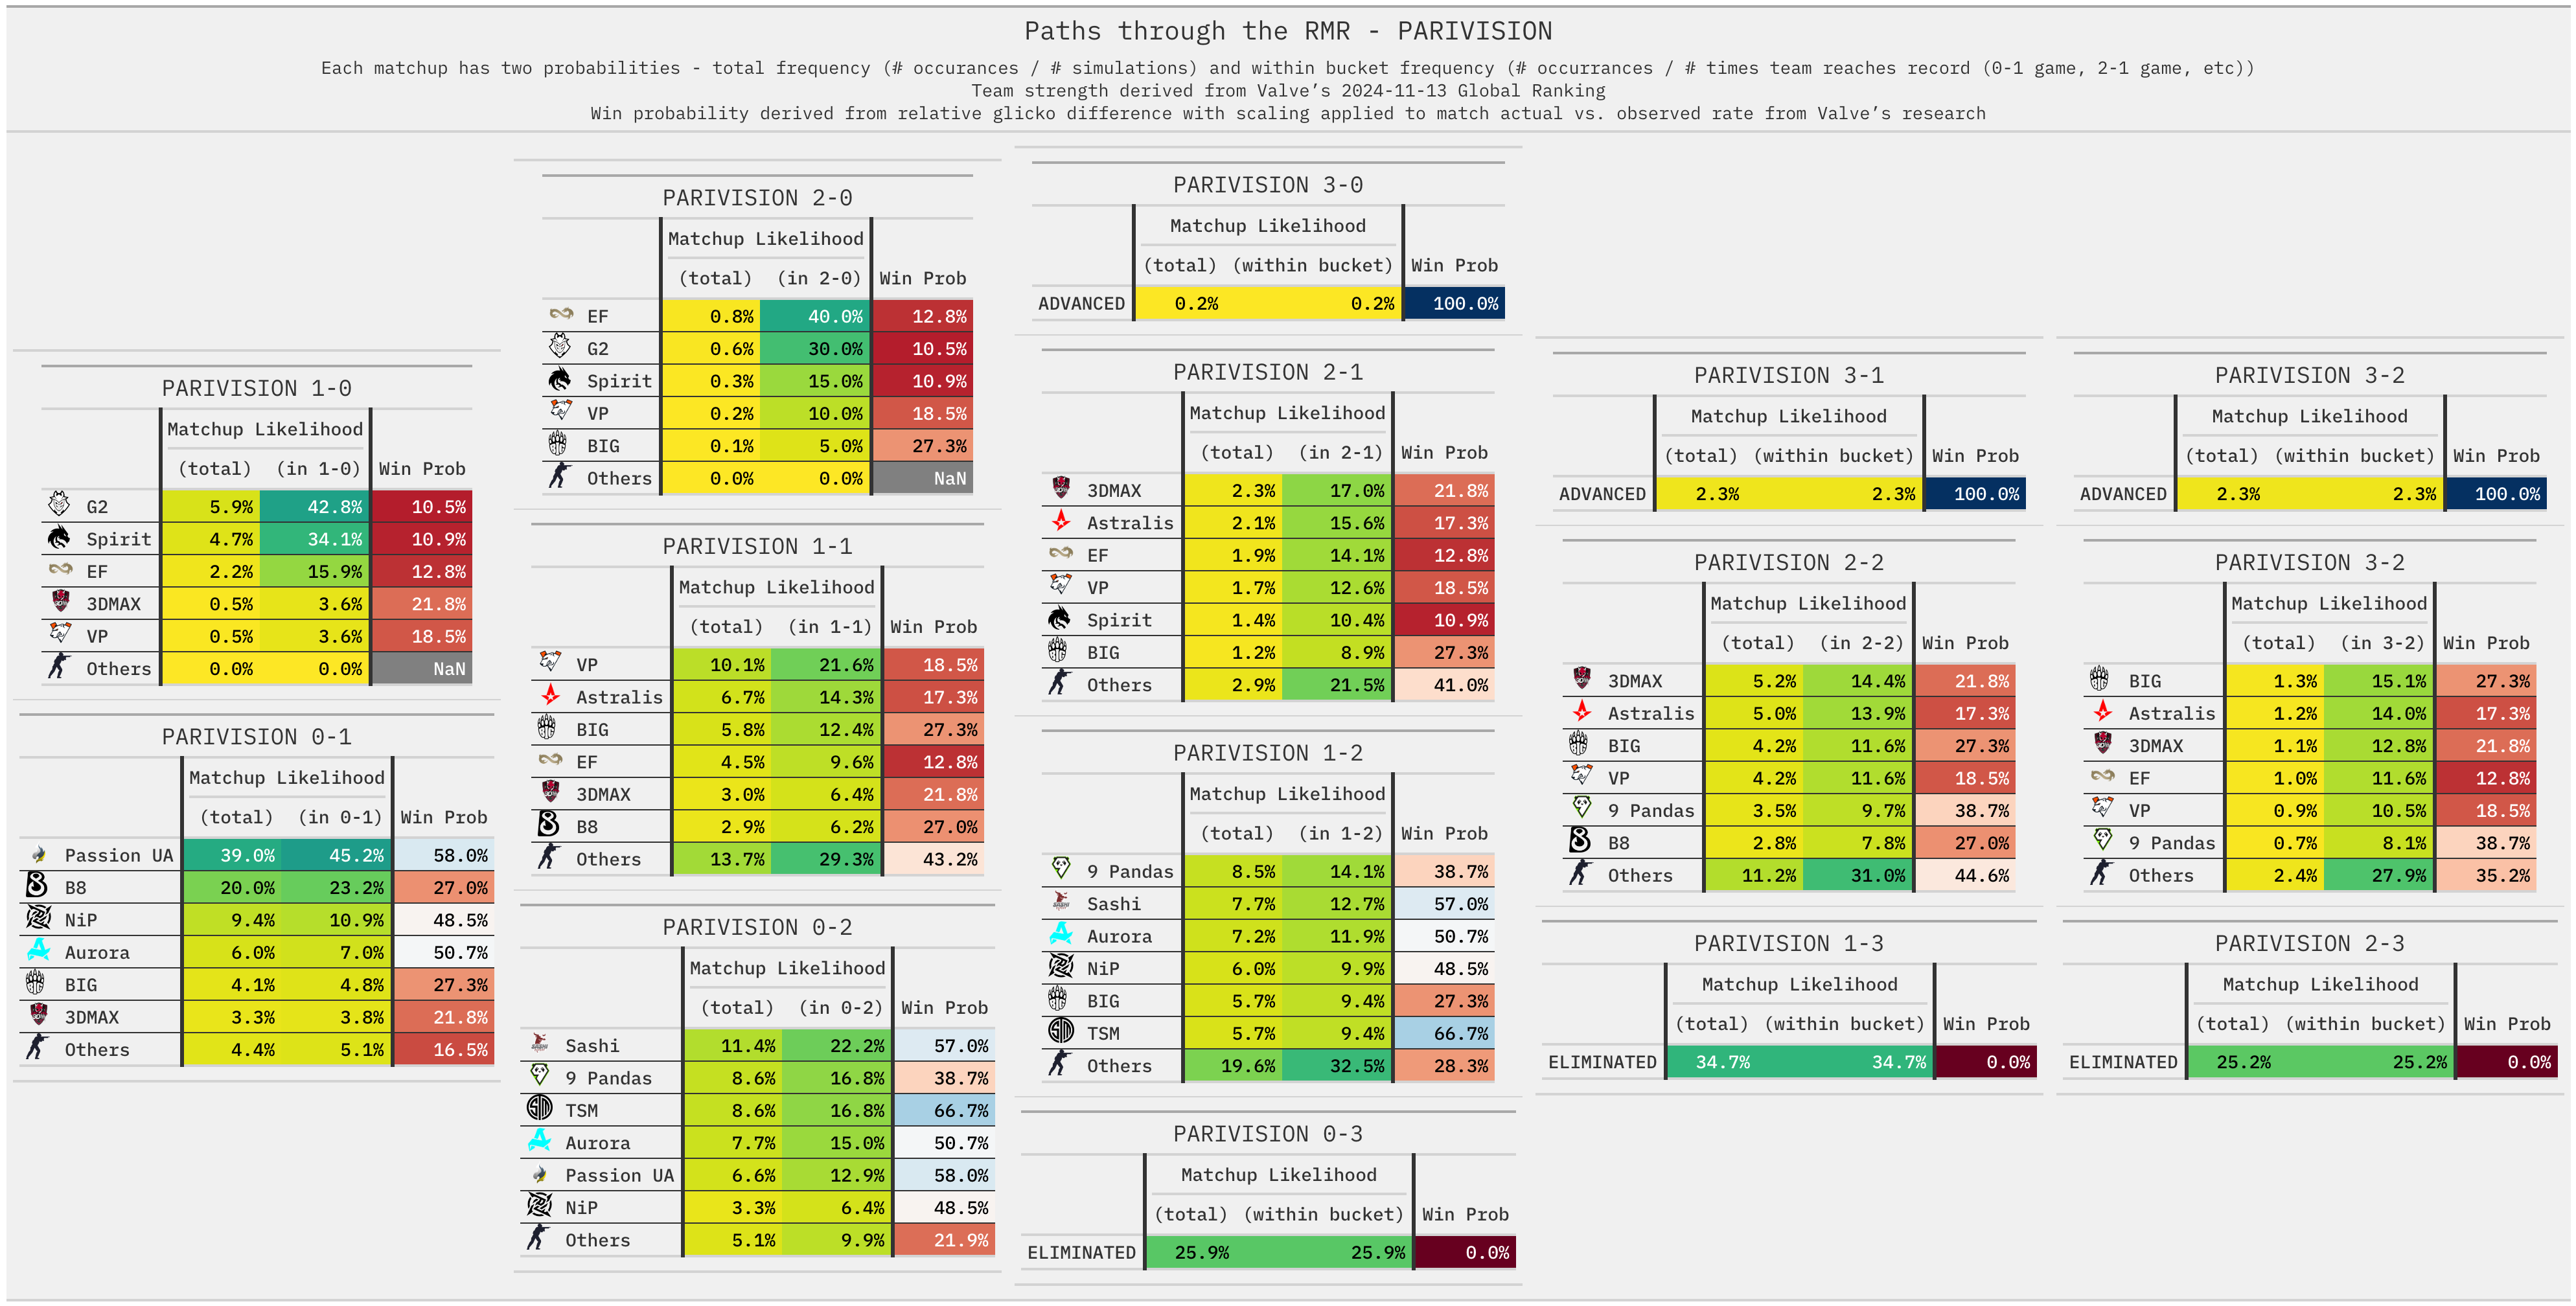 Paths through the RMR - PARIVISION
Each matchup has two probabilities - total frequency (# occurances / # simulations) and within bucket frequency (# occurrances / # times team reaches record (0-1 game, 2-1 game, etc))
Team strength derived from Valve's 2024-11-13 Global Ranking
Win probability derived from relative glicko difference with scaling applied to match actual vs. observed rate from Valve's research
PARIVISION 1-0
Matchup Likelihood
(total) (in 1-0) Win Prob
G2 5.9% 42.8% 10.5%
Spirit 4.7% 34.1% 10.9%
EF 2.2% 15.9% 12.8%
3DMAX 0.5% 3.6% 21.8%
VP 0.5% 3.6% 18.5%
Others 0.0% 0.0% NaN
PARIVISION 0-1
Matchup Likelihood
(total) (in 0-1) Win Prob
Passion UA 39.0% 45.2% 58.0%
B8 20.0% 23.2% 27.0%
NiP 9.4% 10.9% 48.5%
Aurora 6.0% 7.0% 50.7%
BIG 4.1% 4.8% 27.3%
3DMAX 3.3% 3.8% 21.8%
Others 4.4% 5.1% 16.5%
PARIVISION 2-0
Matchup Likelihood
(total) (in 2-0) Win Prob
EF 0.8% 40.0% 12.8%
G2 0.6% 30.0% 10.5%
Spirit 0.3% 15.0% 10.9%
VP 0.2% 10.0% 18.5%
BIG 0.1% 5.0% 27.3%
Others 0.0% 0.0% NaN
PARIVISION 1-1
Matchup Likelihood
(total) (in 1-1) Win Prob
VP 10.1% 21.6% 18.5%
Astralis 6.7% 14.3% 17.3%
BIG 5.8% 12.4% 27.3%
EF 4.5% 9.6% 12.8%
3DMAX 3.0% 6.4% 21.8%
B8 2.9% 6.2% 27.0%
Others 13.7% 29.3% 43.2%
PARIVISION 0-2
Matchup Likelihood
(total) (in 0-2) Win Prob
Sashi 11.4% 22.2% 57.0%
9 Pandas 8.6% 16.8% 38.7%
TSM 8.6% 16.8% 66.7%
Aurora 7.7% 15.0% 50.7%
Passion UA 6.6% 12.9% 58.0%
NiP 3.3% 6.4% 48.5%
Others 5.1% 9.9% 21.9%
PARIVISION 3-0
Matchup Likelihood
(total) (within bucket) Win Prob
ADVANCED 0.2% 0.2% 100.0%
PARIVISION 2-1
Matchup Likelihood
(total) (in 2-1) Win Prob
3DMAX 2.3% 17.0% 21.8%
Astralis 2.1% 15.6% 17.3%
EF 1.9% 14.1% 12.8%
VP 1.7% 12.6% 18.5%
Spirit 1.4% 10.4% 10.9%
BIG 1.2% 8.9% 27.3%
Others 2.9% 21.5% 41.0%
PARIVISION 1-2
Matchup Likelihood
(total) (in 1-2) Win Prob
9 Pandas 8.5% 14.1% 38.7%
Sashi 7.7% 12.7% 57.0%
Aurora 7.2% 11.9% 50.7%
NiP 6.0% 9.9% 48.5%
BIG 5.7% 9.4% 27.3%
TSM 5.7% 9.4% 66.7%
Others 19.6% 32.5% 28.3%
PARIVISION 0-3
Matchup Likelihood
(total) (within bucket) Win Prob
ELIMINATED 25.9% 25.9% 0.0%
PARIVISION 3-1
Matchup Likelihood
(total) (within bucket) Win Prob
ADVANCED 2.3% 2.3% 100.0%
PARIVISION 2-2
Matchup Likelihood
(total) (in 2-2) Win Prob
3DMAX 5.2% 14.4% 21.8%
Astralis 5.0% 13.9% 17.3%
BIG 4.2% 11.6% 27.3%
VP 4.2% 11.6% 18.5%
9 Pandas 3.5% 9.7% 38.7%
B8 2.8% 7.8% 27.0%
Others 11.2% 31.0% 44.6%
PARIVISION 1-3
Matchup Likelihood
(total) (within bucket) Win Prob
ELIMINATED 34.7% 34.7% 0.0%
PARIVISION 3-2
Matchup Likelihood
(total) (within bucket) Win Prob
ADVANCED 2.3% 2.3% 100.0%
PARIVISION 3-2
Matchup Likelihood
(total) (in 3-2) Win Prob
BIG 1.3% 15.1% 27.3%
Astralis 1.2% 14.0% 17.3%
3DMAX 1.1% 12.8% 21.8%
EF 1.0% 11.6% 12.8%
VP 0.9% 10.5% 18.5%
9 Pandas 0.7% 8.1% 38.7%
Others 2.4% 27.9% 35.2%
PARIVISION 2-3
Matchup Likelihood
(total) (within bucket) Win Prob
ELIMINATED 25.2% 25.2% 0.0%